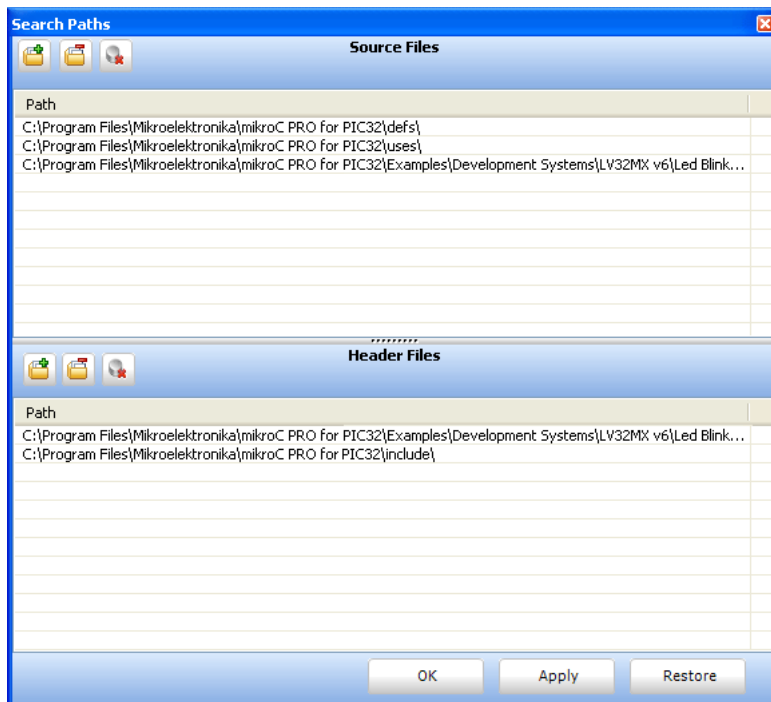 Search Paths
Source Files
Path
C:\Program Files\Mikroelektronika\mikroC PRO for PIC32\defs\
C:\Program Files\Mikroelektronika\mikroC PRO for PIC32\uses\
C:\Program Files\Mikroelektronika\mikroC PRO for PIC32\Examples\Development Systems\LV32MX v6\Led Blink...
Header Files
Path
C:\Program Files\Mikroelektronika\mikroC PRO for PIC32\Examples\Development Systems\LV32MX v6\Led Blink...
C:\Program Files\Mikroelektronika\mikroC PRO for PIC32\include\
OK Apply Restore